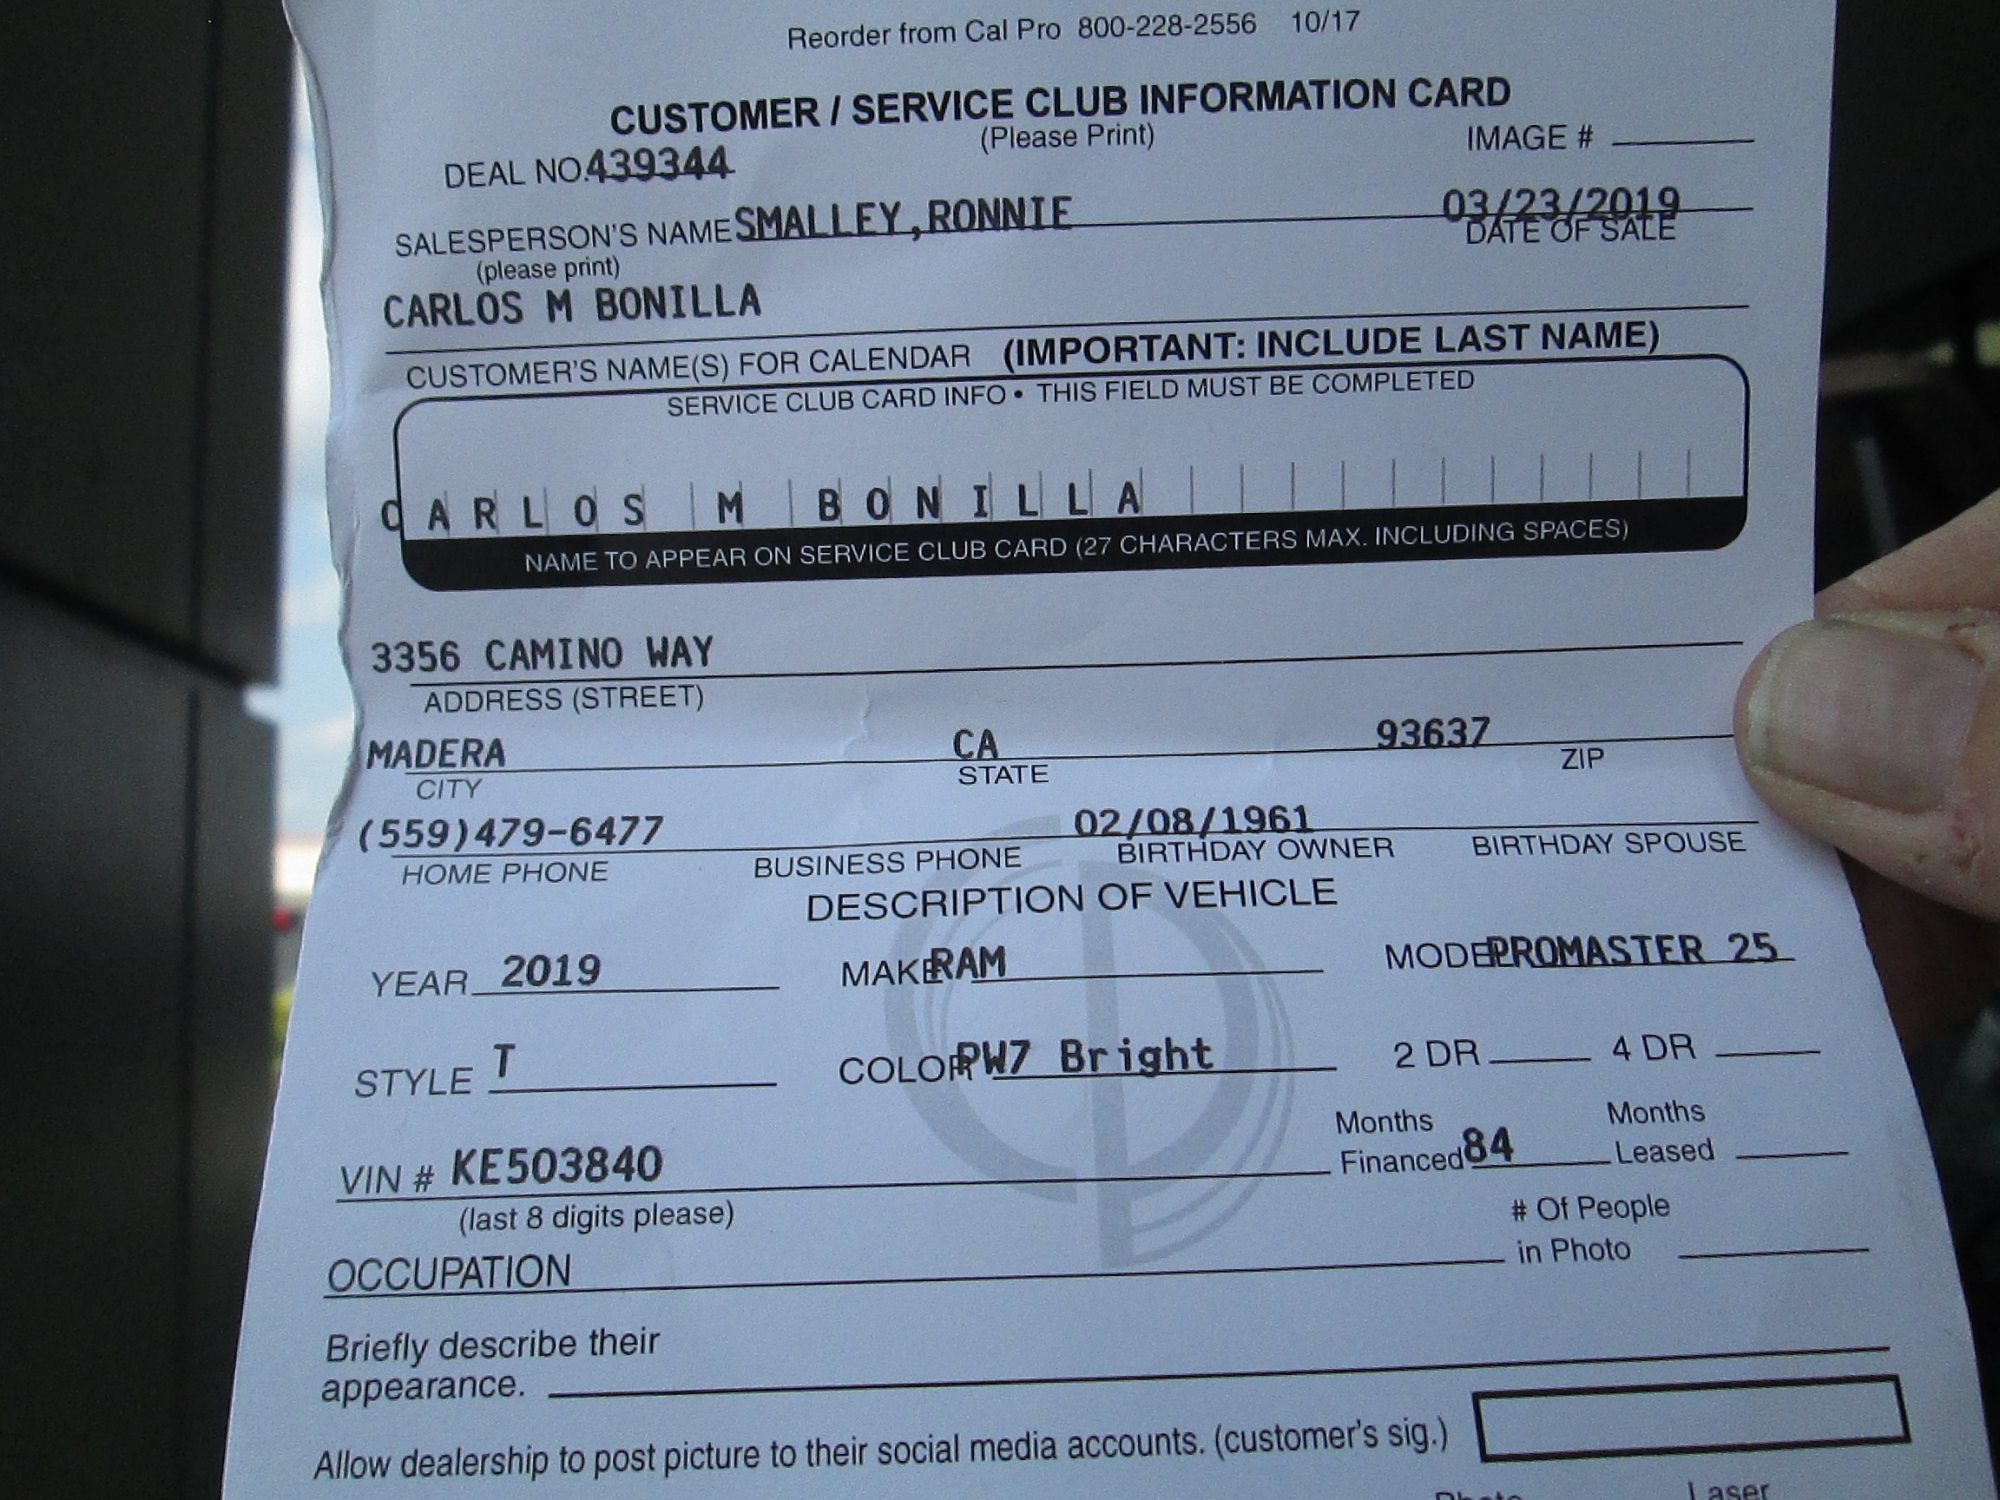 Reorder from Cal Pro 800-228-2556 10/17
CUSTOMER / SERVICE CLUB INFORMATION CARD
(Please Print)
IMAGE #
DEAL NO. 439344
SALESPERSON'S NAME SMALLEY,RONNIE 03/23/2019
(please print) DATE OF SALE
CARLOS M BONILLA
CUSTOMER'S NAME(S) FOR CALENDAR (IMPORTANT: INCLUDE LAST NAME)
SERVICE CLUB CARD INFO • THIS FIELD MUST BE COMPLETED
CARLOS M BONILLA
NAME TO APPEAR ON SERVICE CLUB CARD (27 CHARACTERS MAX. INCLUDING SPACES)
3356 CAMINO WAY
ADDRESS (STREET)
MADERA CA 93637
CITY STATE ZIP
(559)479-6477 02/08/1961
HOME PHONE BUSINESS PHONE BIRTHDAY OWNER BIRTHDAY SPOUSE
DESCRIPTION OF VEHICLE
YEAR 2019 MAKE RAM MODEL PROMASTER 25
STYLE T COLOR PW7 Bright 2 DR 4 DR
VIN # KE503840 Months Financed 84 Months Leased
(last 8 digits please)
# Of People in Photo
OCCUPATION
Briefly describe their
appearance.
Allow dealership to post picture to their social media accounts. (customer's sig.)
Photo Laser